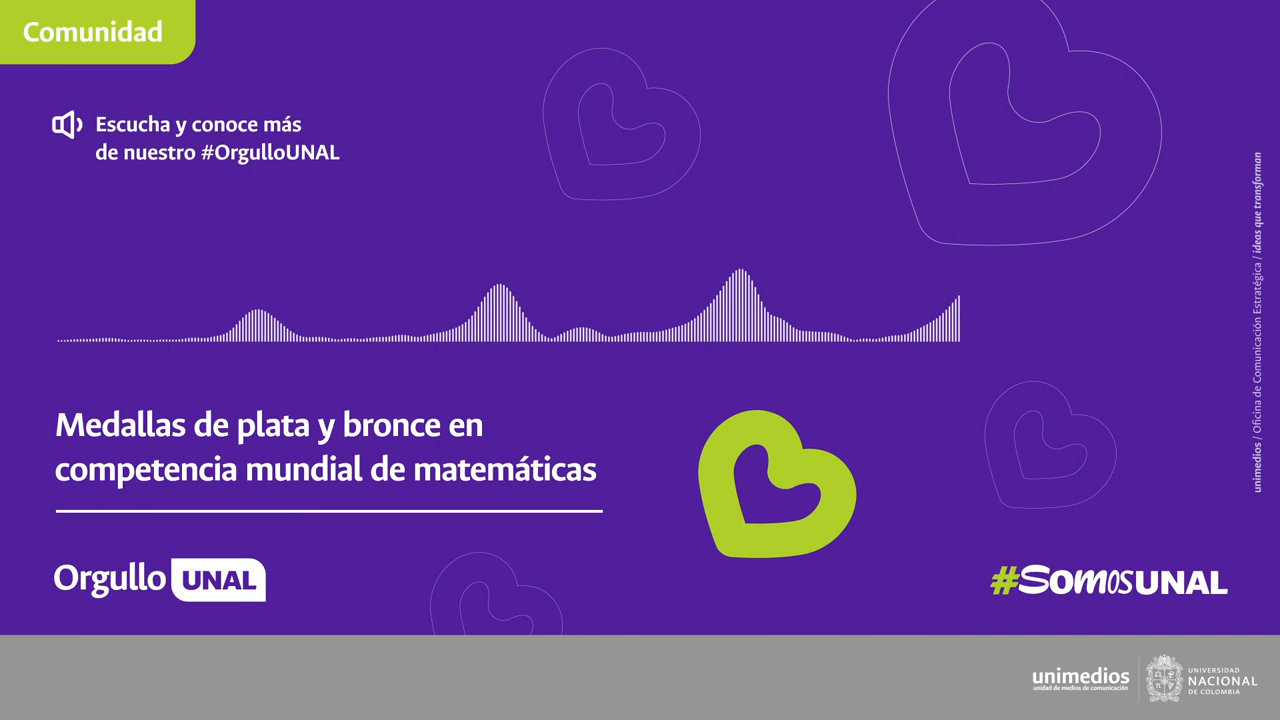 Comunidad
Escucha y conoce más
de nuestro #OrgulloUNAL
unimedios / Oficina de Comunicación Estratégica / ideas que transforman
Medallas de plata y bronce en
competencia mundial de matemáticas
Orgullo UNAL
#SomosUNAL
unimedios
unidad de medios de comunicación
UNIVERSIDAD
NACIONAL
DE COLOMBIA